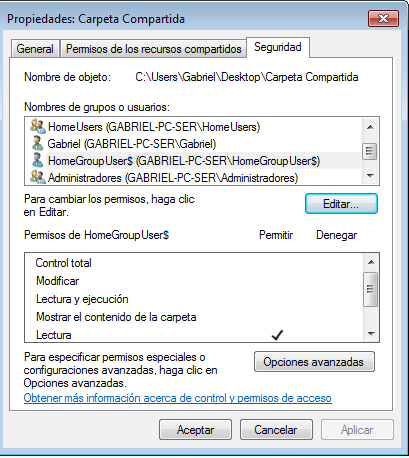 Propiedades: Carpeta Compartida
General Permisos de los recursos compartidos Seguridad
Nombre de objeto: C:\Users\Gabriel\Desktop\Carpeta Compartida
Nombres de grupos o usuarios:
HomeUsers (GABRIEL-PC-SER\HomeUsers)
Gabriel (GABRIEL-PC-SER\Gabriel)
HomeGroupUser$ (GABRIEL-PC-SER\HomeGroupUser$)
Administradores (GABRIEL-PC-SER\Administradores)
Para cambiar los permisos, haga clic
en Editar.
Editar...
Permisos de HomeGroupUser$ Permitir Denegar
Control total
Modificar
Lectura y ejecución
Mostrar el contenido de la carpeta
Lectura
Para especificar permisos especiales o
configuraciones avanzadas, haga clic en
Opciones avanzadas.
Opciones avanzadas
Obtener más información acerca de control y permisos de acceso
Aceptar Cancelar Aplicar